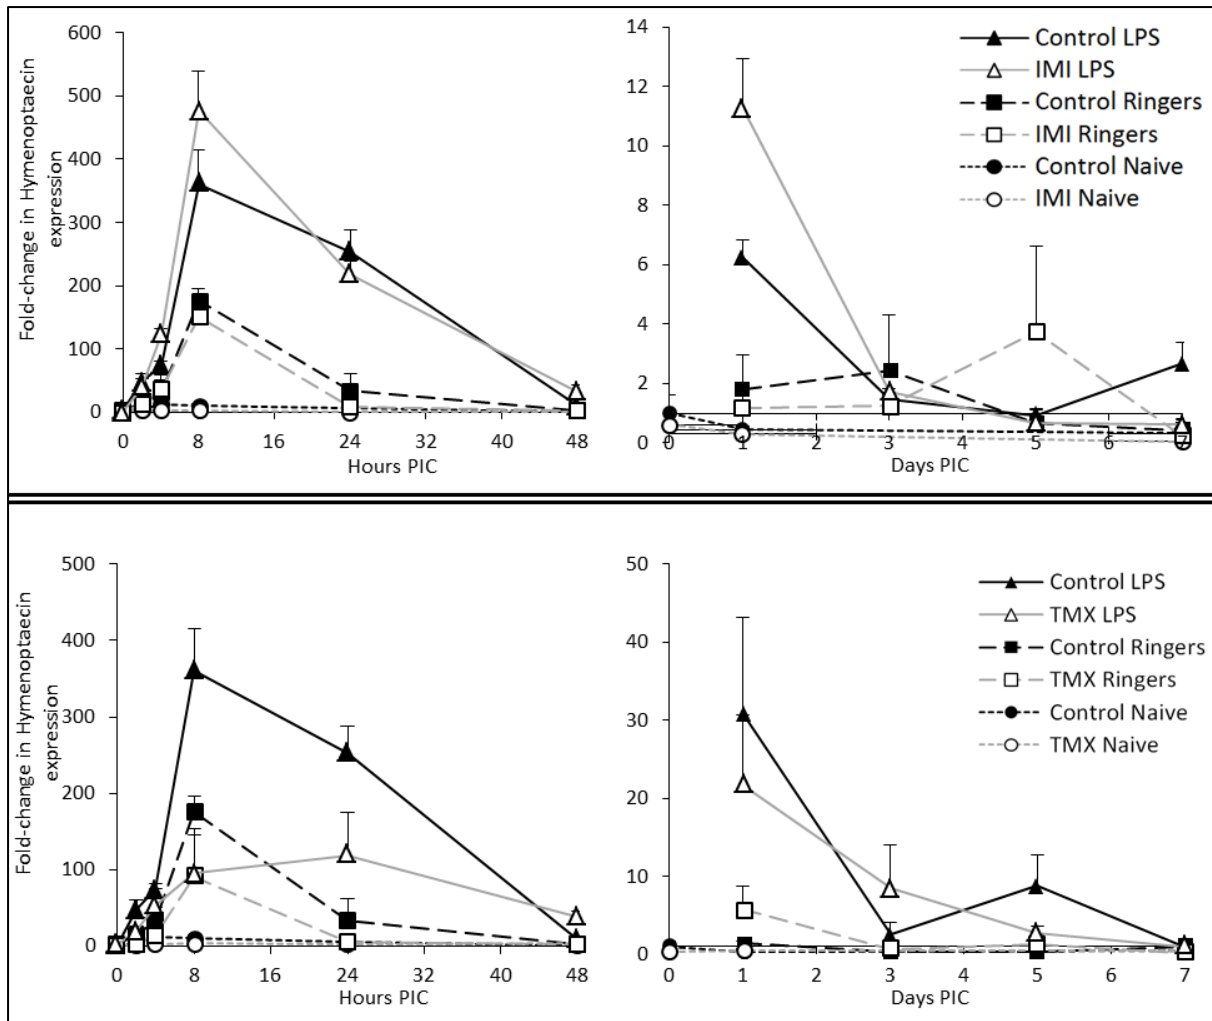 600
500
400
300
200
100
0
0 8 16 24 32 40 48
Hours PIC
Fold-change in Hymenoptaecin
expression
14
12
10
8
6
4
2
0
0 1 2 3 4 5 6 7
Days PIC
Control LPS
IMI LPS
Control Ringers
IMI Ringers
Control Naive
IMI Naive
500
400
300
200
100
0
0 8 16 24 32 40 48
Hours PIC
Fold-change in Hymenoptaecin
expression
50
40
30
20
10
0
0 1 2 3 4 5 6 7
Days PIC
Control LPS
TMX LPS
Control Ringers
TMX Ringers
Control Naive
TMX Naive